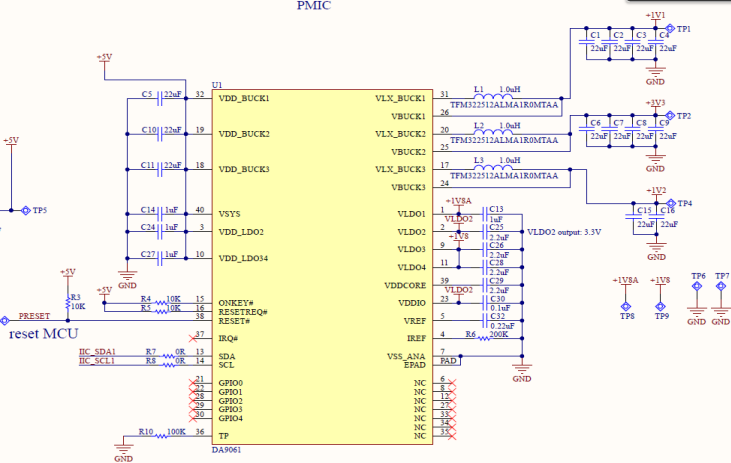 PMIC
+1V1
TP1
C1 C2 C3 C4
22uF 22uF 22uF 22uF
GND
+5V
U1
C5 22uF 32 VDD_BUCK1 VLX_BUCK1 31 L1 1.0uH
TFM322512ALMA1R0MTAA
VBUCK1 26
+3V3
TP2
C6 C7 C8 C9
22uF 22uF 22uF 22uF
GND
C10 22uF 19 VDD_BUCK2 VLX_BUCK2 20 L2 1.0uH
TFM322512ALMA1R0MTAA
VBUCK2 25
+5V
C11 22uF 18 VDD_BUCK3 VLX_BUCK3 17 L3 1.0uH
TFM322512ALMA1R0MTAA
VBUCK3 24
+1V2
TP4
C15 C16
22uF 22uF
GND
TP5
+1V8A
C14 1uF 40 VSYS VLDO1 1 C13
VLDO2 1uF
C24 1uF 3 VDD_LDO2 VLDO2 2 C25 VLDO2 output: 3.3V
+1V8 2.2uF
VLDO3 9 C26
2.2uF
C27 1uF 10 VDD_LDO34 VLDO4 11 C28
2.2uF
GND
VDDCORE 39 C29
VLDO2 2.2uF
+5V
+5V
R3
10K
R4 10K 15 ONKEY# VDDIO 23 C30
0.1uF
R5 10K 16 RESETREQ#
PRESET 38 RESET# VREF 5 C32
0.22uF
reset MCU
37 IRQ# IREF 4 R6 200K
IIC_SDA1 R7 0R 13 SDA VSS_ANA 7
IIC_SCL1 R8 0R 14 SCL EPAD PAD
GND
+1V8A +1V8 TP6 TP7
TP8 TP9 GND GND
21 GPIO0 NC 6
22 GPIO1 NC 8
28 GPIO2 NC 12
29 GPIO3 NC 27
30 GPIO4 NC 33
NC 34
R10 100K 36 TP NC 35
GND
DA9061